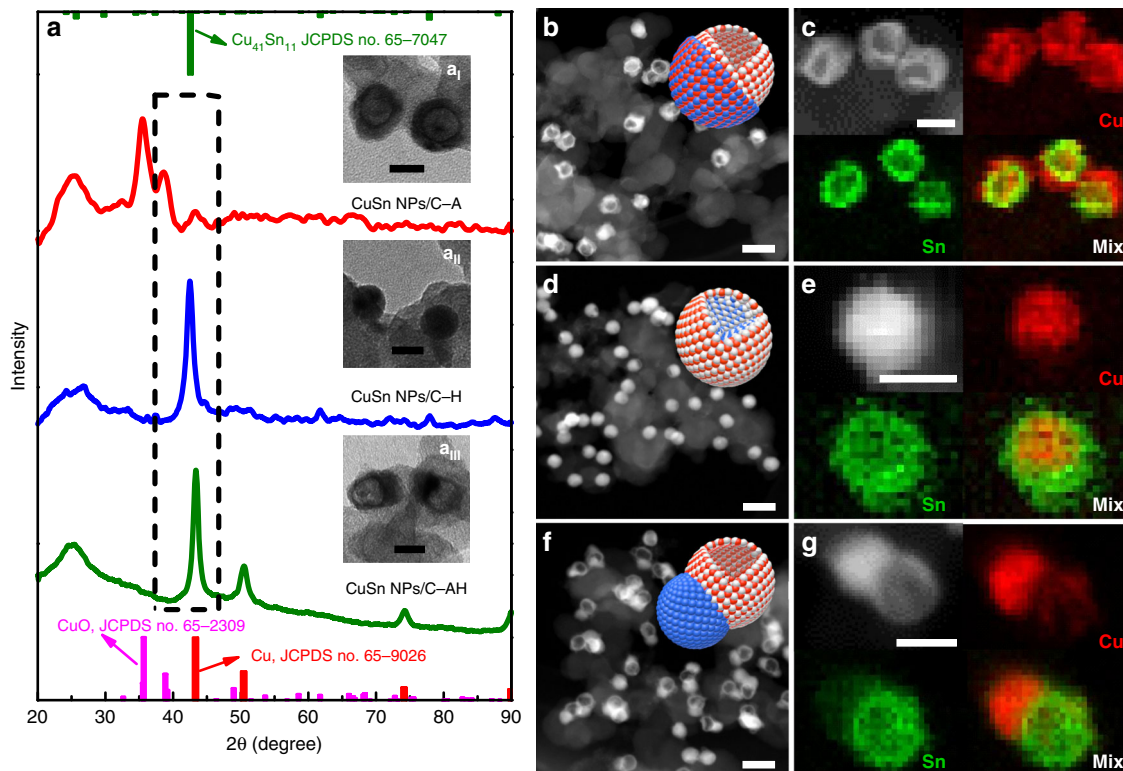 a
Cu41Sn11 JCPDS no. 65–7047
aI
CuSn NPs/C–A
aII
CuSn NPs/C–H
aIII
CuSn NPs/C–AH
CuO, JCPDS no. 65–2309
Cu, JCPDS no. 65–9026
Intensity
20 30 40 50 60 70 80 90
2θ (degree)
b
c
Cu
Sn
Mix
d
e
Cu
Sn
Mix
f
g
Cu
Sn
Mix